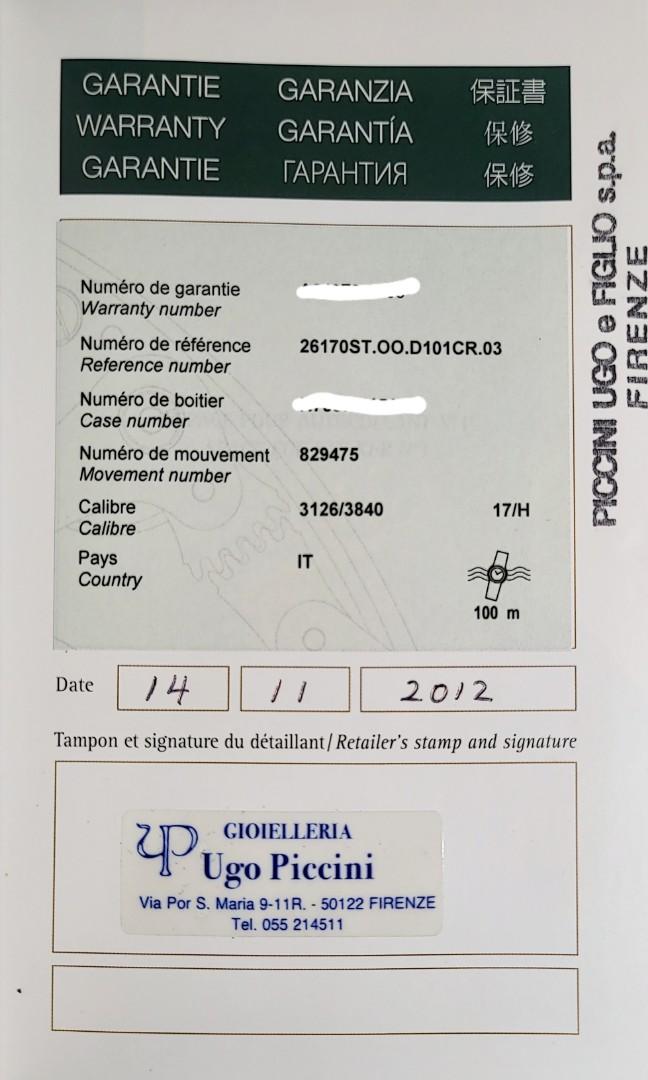 GARANTIE GARANZIA 保証書
WARRANTY GARANTÍA 保修
GARANTIE ГАРАНТИЯ 保修
PICCINI UGO e FIGLIO s.p.a.
FIRENZE
Numéro de garantie
Warranty number
Numéro de référence 26170ST.OO.D101CR.03
Reference number
Numéro de boitier
Case number
Numéro de mouvement 829475
Movement number
Calibre 3126/3840 17/H
Calibre
Pays IT
Country
100 m
Date 14 11 2012
Tampon et signature du détaillant/Retailer's stamp and signature
UP GIOIELLERIA
Ugo Piccini
Via Por S. Maria 9-11R. - 50122 FIRENZE
Tel. 055 214511